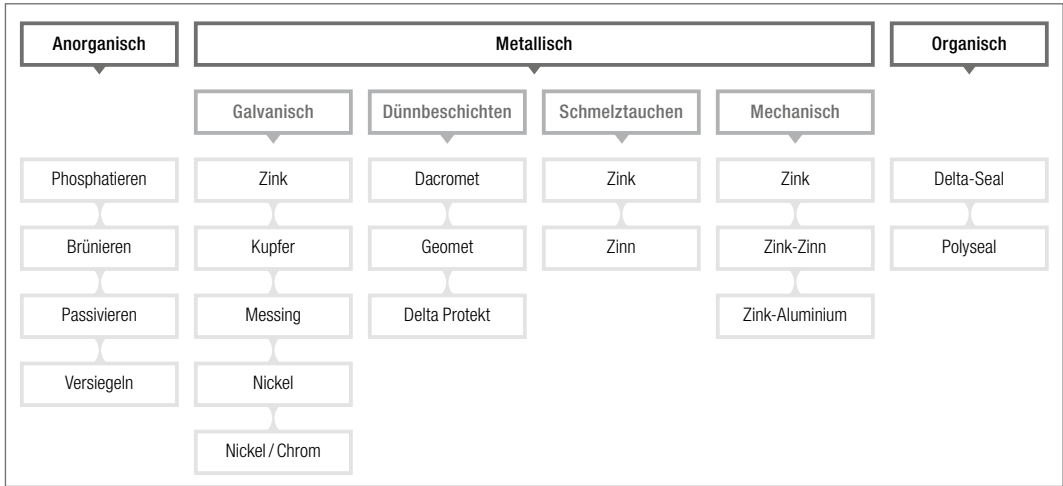 Anorganisch
Metallisch
Organisch
Galvanisch
Dünnbeschichten
Schmelztauchen
Mechanisch
Phosphatieren
Zink
Dacromet
Zink
Zink
Delta-Seal
Brünieren
Kupfer
Geomet
Zinn
Zink-Zinn
Polyseal
Passivieren
Messing
Delta Protekt
Zink-Aluminium
Versiegeln
Nickel
Nickel / Chrom